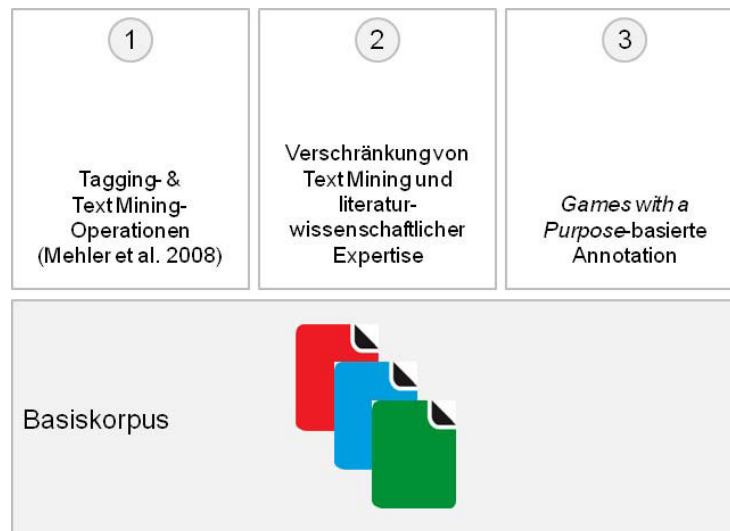 1
Tagging- &
Text Mining-
Operationen
(Mehler et al. 2008)
2
Verschränkung von
Text Mining und
literatur-
wissenschaftlicher
Expertise
3
Games with a
Purpose-basierte
Annotation
Basiskorpus